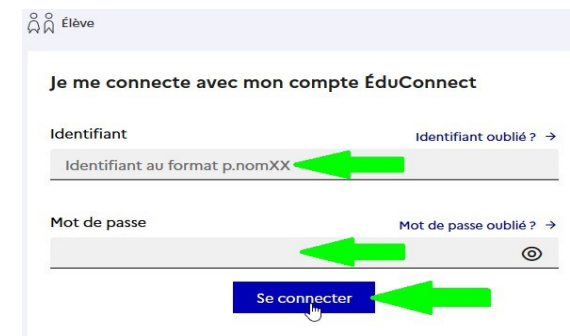 Élève
Je me connecte avec mon compte ÉduConnect
Identifiant
Identifiant oublié ? →
Identifiant au format p.nomXX
Mot de passe
Mot de passe oublié ? →
Se connecter